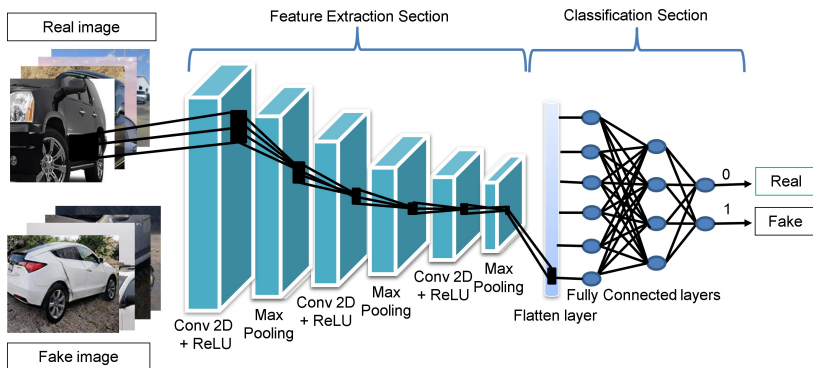 Feature Extraction Section
Classification Section
Real image
Fake image
Conv 2D
+ ReLU
Max
Pooling
Conv 2D
+ ReLU
Max
Pooling
Conv 2D
+ ReLU
Max
Pooling
Flatten layer
Fully Connected layers
0
Real
1
Fake